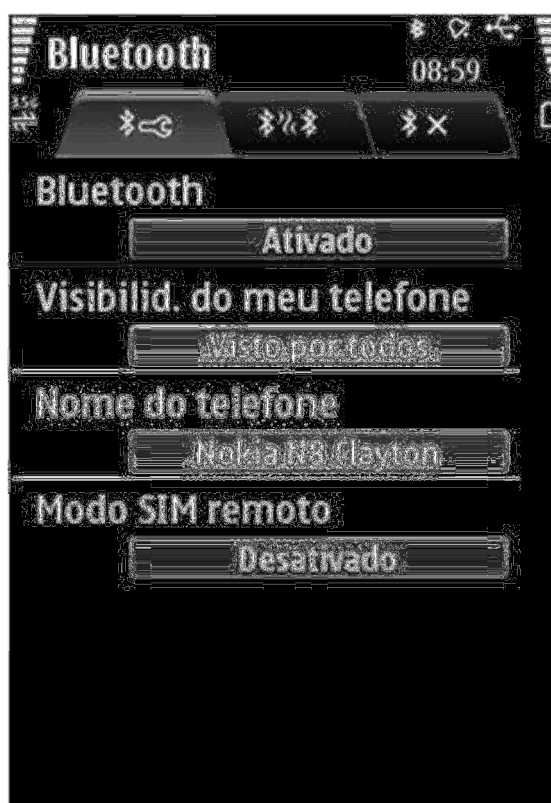 Bluetooth
08:59
Bluetooth
Ativado
Visibilid. do meu telefone
Visto por todos
Nome do telefone
Nokia N8 Clayton
Modo SIM remoto
Desativado